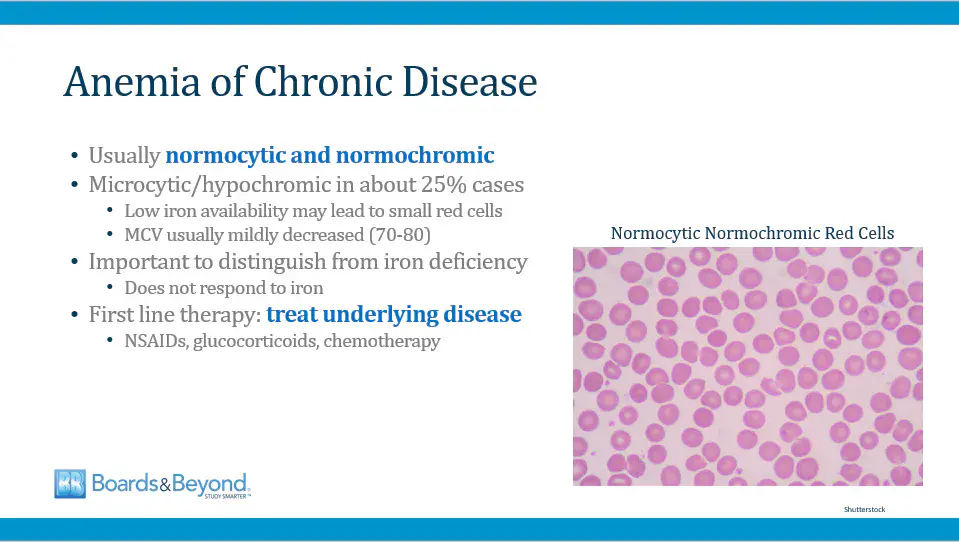 Anemia of Chronic Disease
• Usually normocytic and normochromic
• Microcytic/hypochromic in about 25% cases
• Low iron availability may lead to small red cells
• MCV usually mildly decreased (70-80)
• Important to distinguish from iron deficiency
• Does not respond to iron
• First line therapy: treat underlying disease
• NSAIDs, glucocorticoids, chemotherapy
Normocytic Normochromic Red Cells
BB Boards&Beyond.
STUDY SMARTER™
Shutterstock